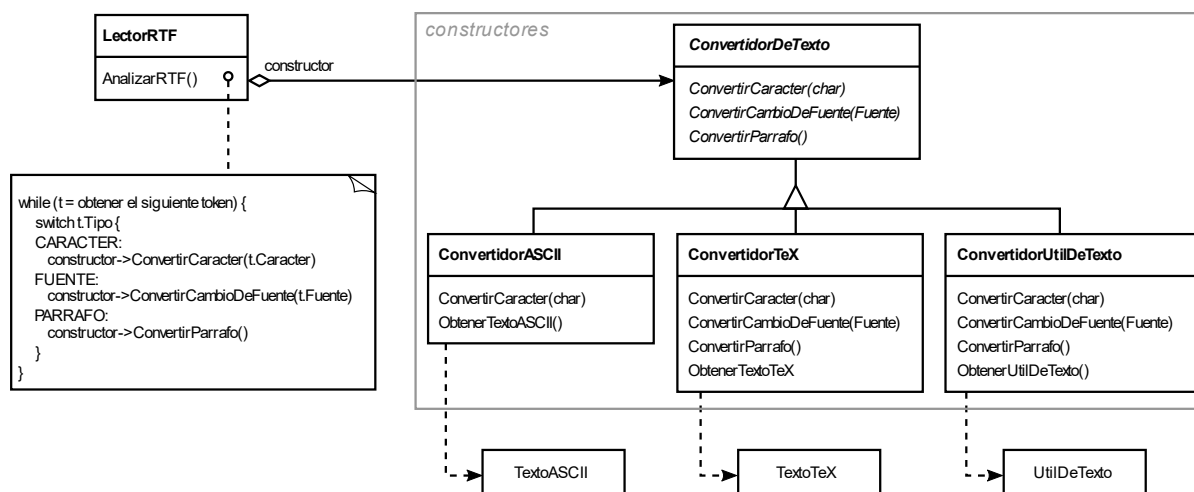 LectorRTF
AnalizarRTF()
constructor
constructores
ConvertidorDeTexto
ConvertirCaracter(char)
ConvertirCambioDeFuente(Fuente)
ConvertirParrafo()
while (t = obtener el siguiente token) {
switch t.Tipo {
CARACTER:
constructor->ConvertirCaracter(t.Caracter)
FUENTE:
constructor->ConvertirCambioDeFuente(t.Fuente)
PARRAFO:
constructor->ConvertirParrafo()
}
}
ConvertidorASCII
ConvertirCaracter(char)
ObtenerTextoASCII()
ConvertidorTeX
ConvertirCaracter(char)
ConvertirCambioDeFuente(Fuente)
ConvertirParrafo()
ObtenerTextoTeX
ConvertidorUtilDeTexto
ConvertirCaracter(char)
ConvertirCambioDeFuente(Fuente)
ConvertirParrafo()
ObtenerUtilDeTexto()
TextoASCII
TextoTeX
UtilDeTexto